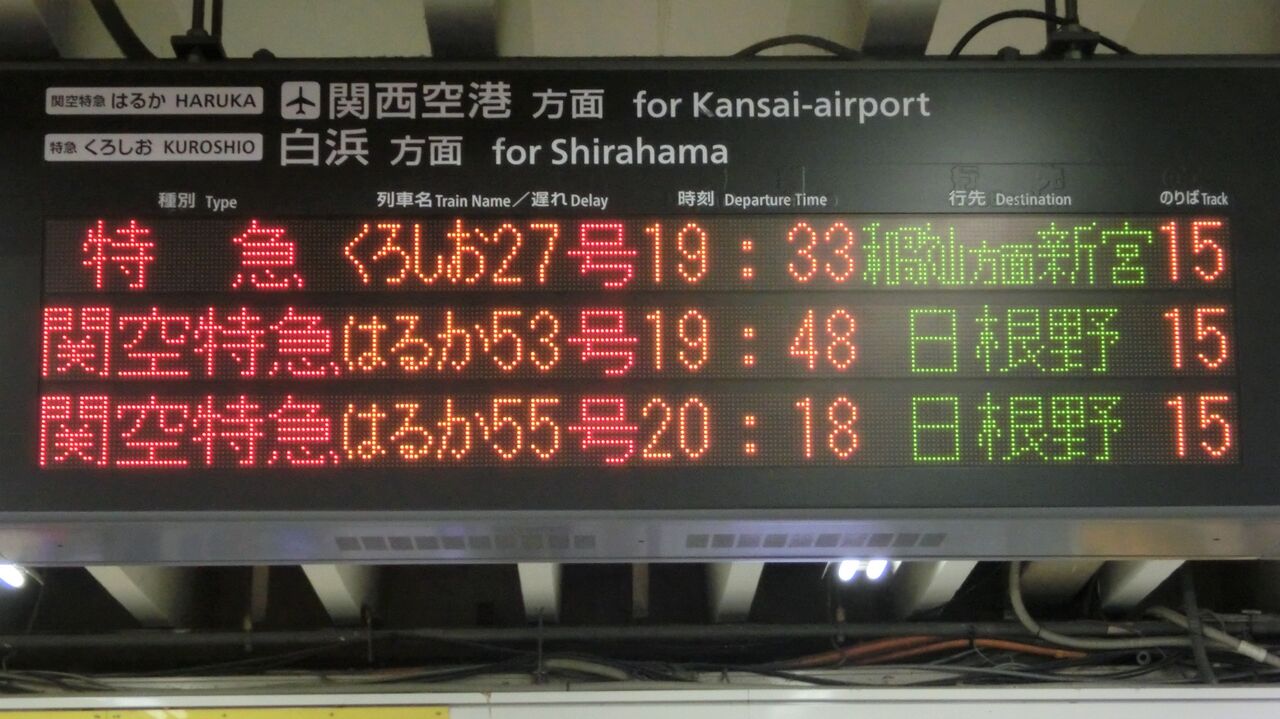 関空特急 はるか HARUKA 関西空港 方面 for Kansai-airport
特急 くろしお KUROSHIO 白浜 方面 for Shirahama
種別 Type 列車名 Train Name／遅れ Delay 時刻 Departure Time 行先 Destination のりば Track
特急 くろしお27号 19:33 和歌山方面新宮 15
関空特急 はるか53号 19:48 日根野 15
関空特急 はるか55号 20:18 日根野 15